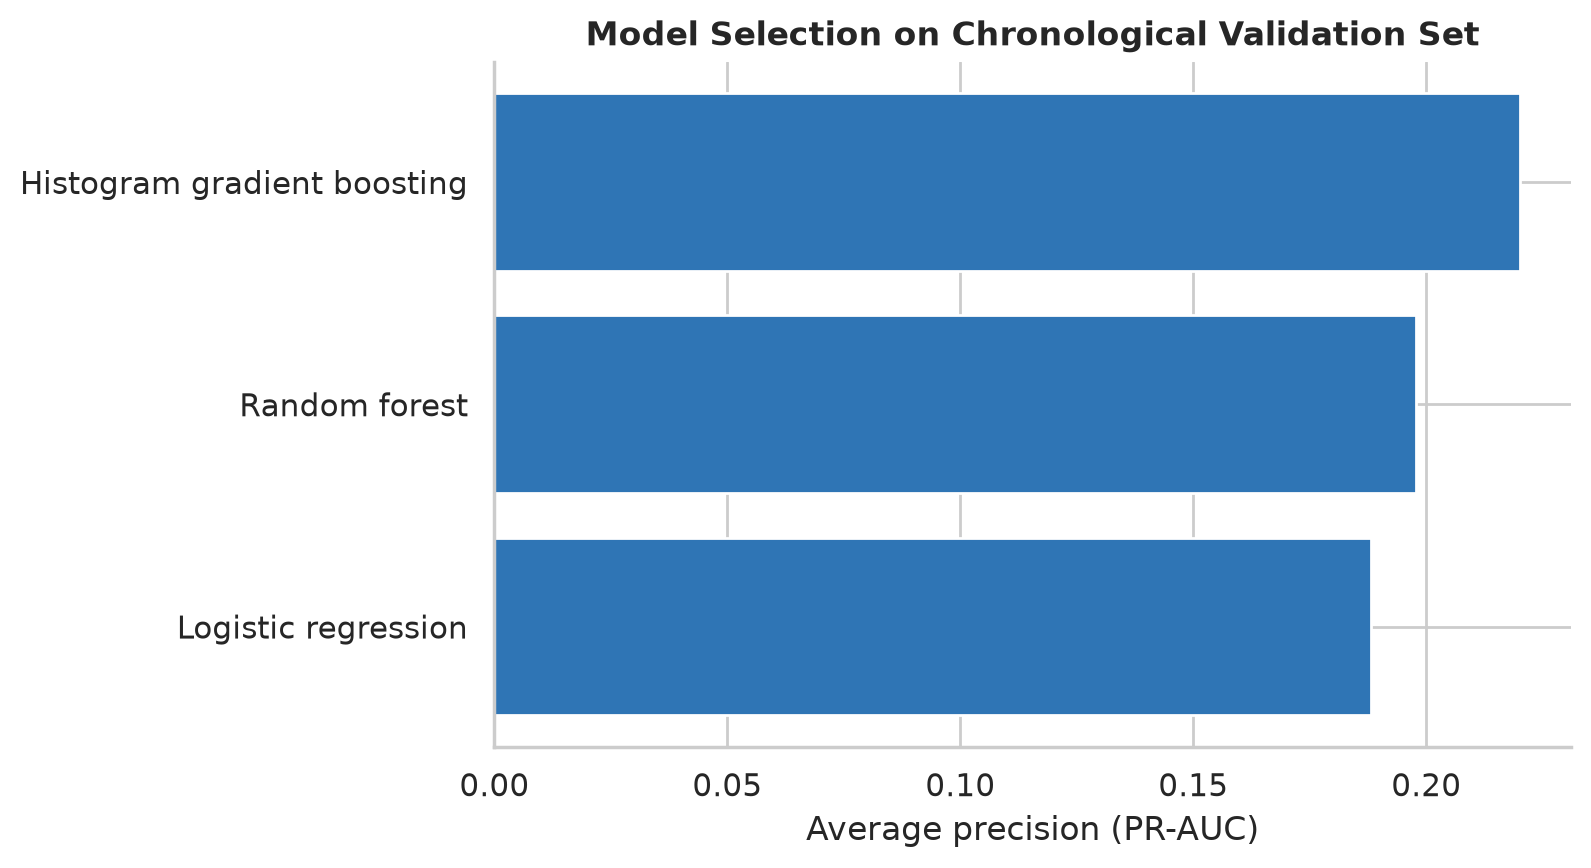 Model Selection on Chronological Validation Set
Histogram gradient boosting
Random forest
Logistic regression
0.00 0.05 0.10 0.15 0.20
Average precision (PR-AUC)